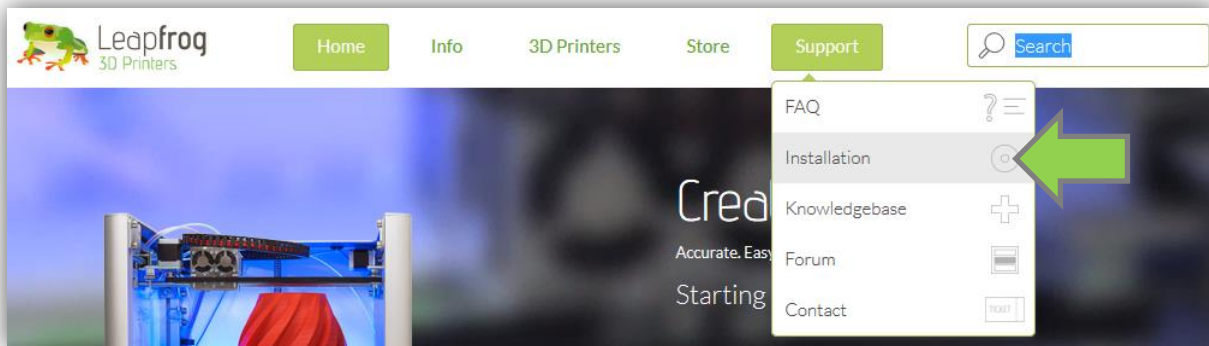 Leapfrog
3D Printers
Home
Info
3D Printers
Store
Support
Search
FAQ
Installation
Knowledgebase
Forum
Contact
Crea
Accurate. Easy
Starting